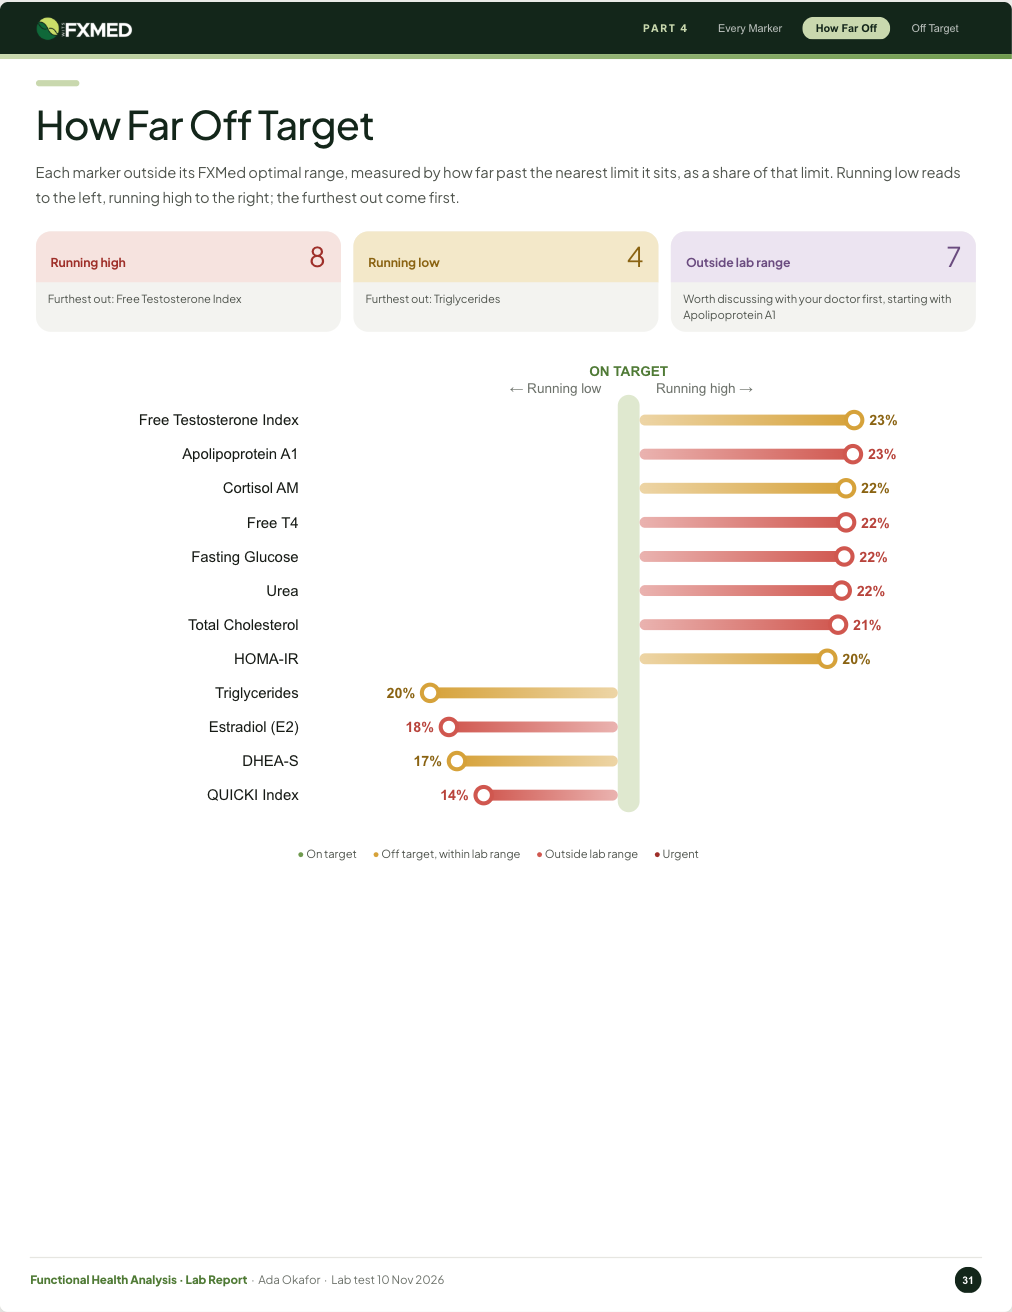 FXMED
PART 4
Every Marker
How Far Off
Off Target
How Far Off Target
Each marker outside its FXMed optimal range, measured by how far past the nearest limit it sits, as a share of that limit. Running low reads
to the left, running high to the right; the furthest out come first.
Running high 8
Furthest out: Free Testosterone Index
Running low 4
Furthest out: Triglycerides
Outside lab range 7
Worth discussing with your doctor first, starting with
Apolipoprotein A1
ON TARGET
← Running low
Running high →
Free Testosterone Index 23%
Apolipoprotein A1 23%
Cortisol AM 22%
Free T4 22%
Fasting Glucose 22%
Urea 22%
Total Cholesterol 21%
HOMA-IR 20%
Triglycerides 20%
Estradiol (E2) 18%
DHEA-S 17%
QUICKI Index 14%
On target
Off target, within lab range
Outside lab range
Urgent
Functional Health Analysis · Lab Report · Ada Okafor · Lab test 10 Nov 2026
31